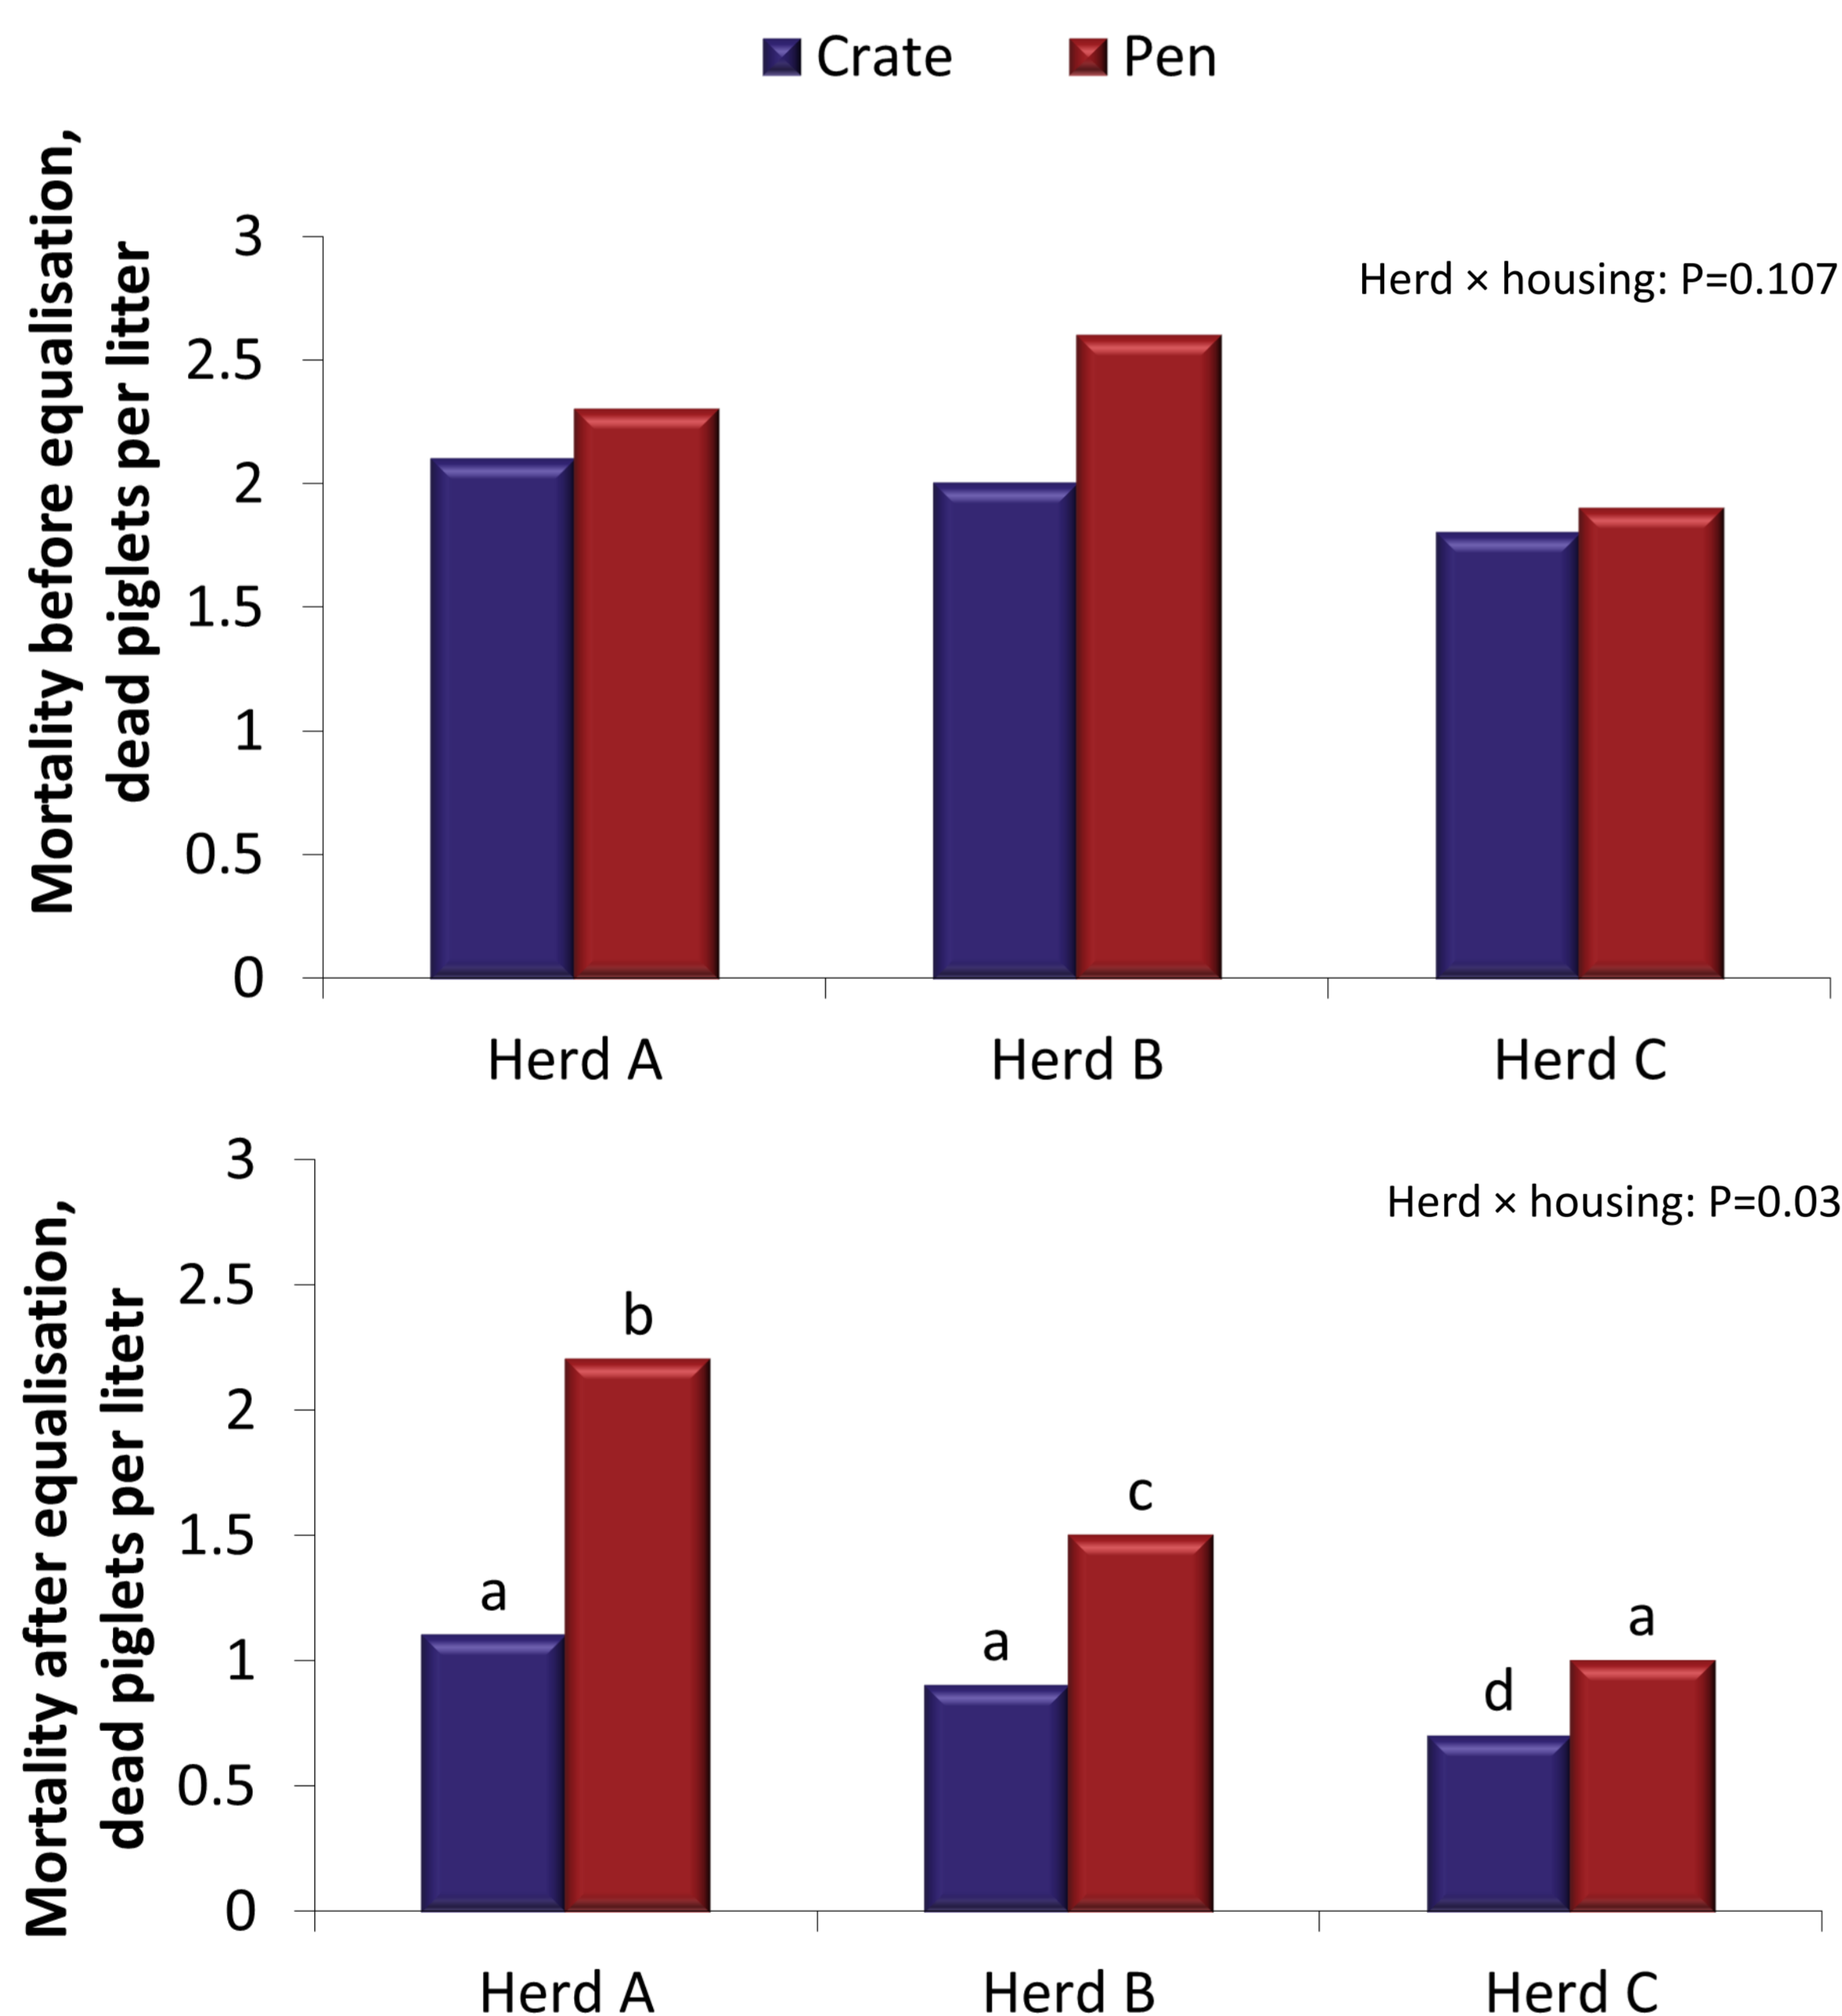 Crate
Pen
Mortality before equalisation,
dead piglets per litter
3
Herd × housing: P=0.107
2.5
2
1.5
1
0.5
0
Herd A
Herd B
Herd C
Mortality after equalisation,
dead piglets per litetr
3
Herd × housing: P=0.03
2.5
b
2
c
1.5
a
a
a
1
d
0.5
0
Herd A
Herd B
Herd C